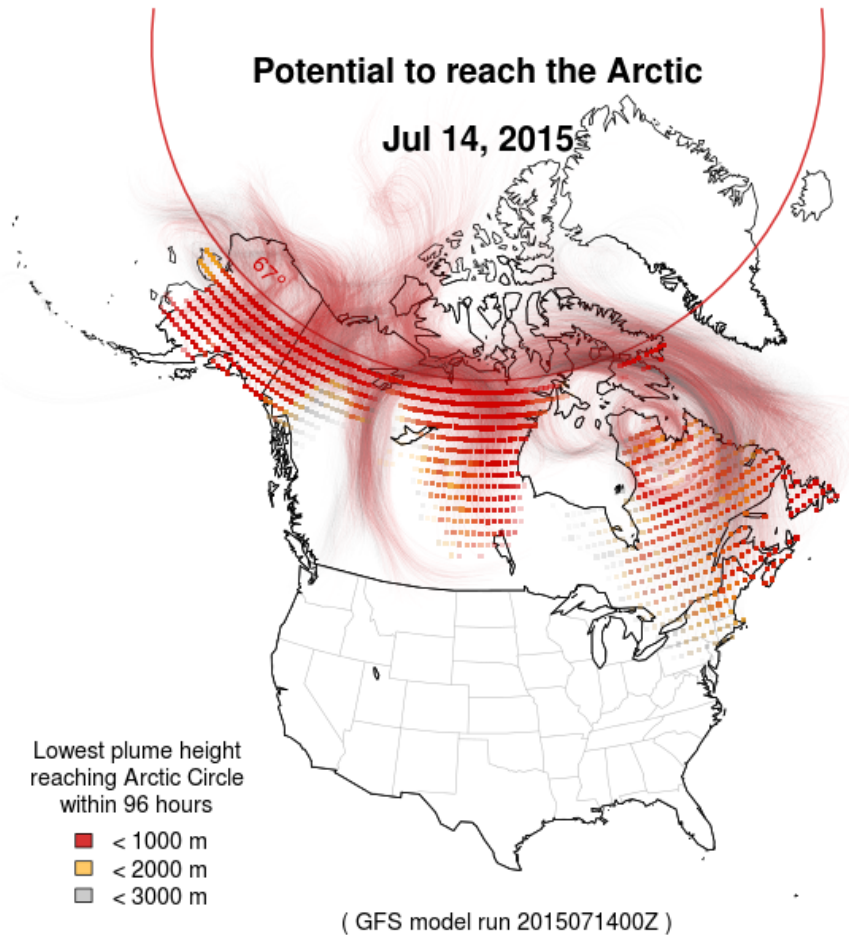 Potential to reach the Arctic
Jul 14, 2015
67°
Lowest plume height
reaching Arctic Circle
within 96 hours
< 1000 m
< 2000 m
< 3000 m
( GFS model run 2015071400Z )